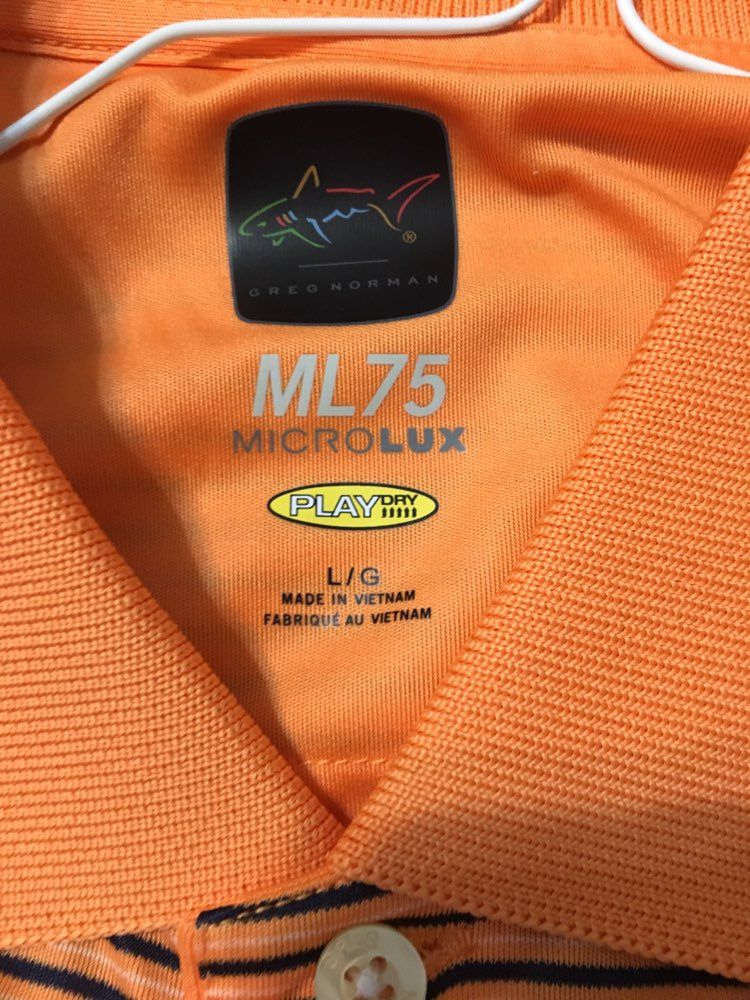 ®
GREG NORMAN
ML75
MICROLUX
PLAYDRY
L/G
MADE IN VIETNAM
FABRIQUÉ AU VIETNAM